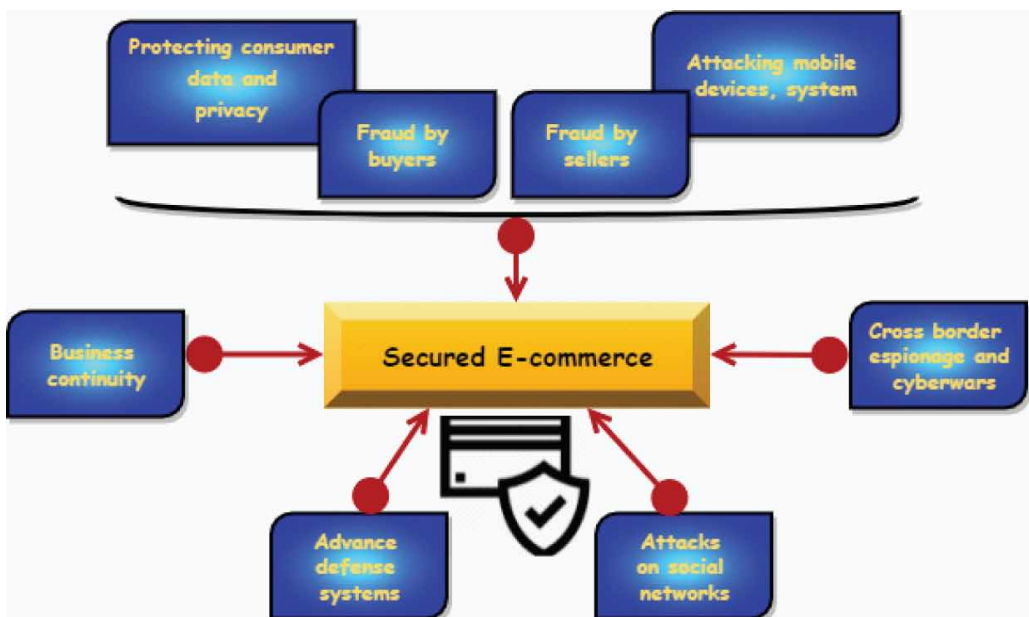 Protecting consumer
data and
privacy
Fraud by
buyers
Fraud by
sellers
Attacking mobile
devices, system
Business
continuity
Secured E-commerce
Cross border
espionage and
cyberwars
Advance
defense
systems
Attacks
on social
networks